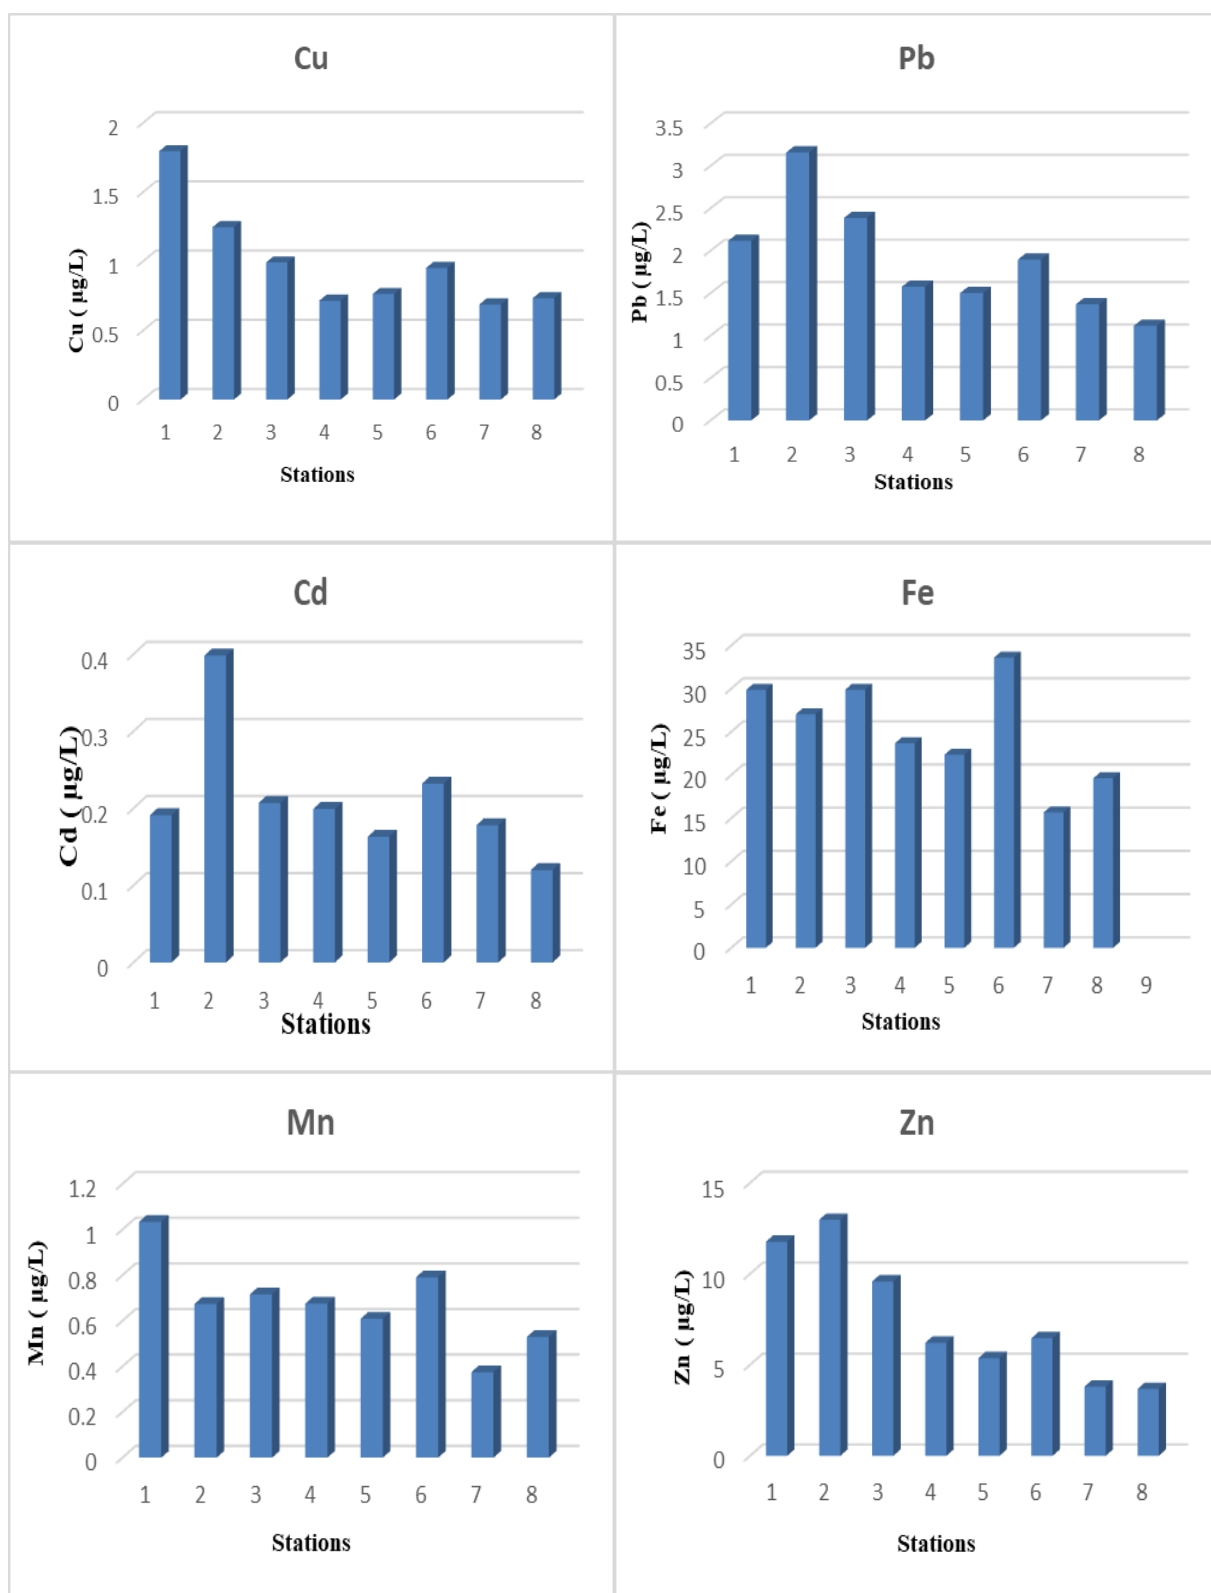 Cu
Cu ( µg/L)
2
1.5
1
0.5
0
1 2 3 4 5 6 7 8
Stations
Pb
Pb ( µg/L)
3.5
3
2.5
2
1.5
1
0.5
0
1 2 3 4 5 6 7 8
Stations
Cd
Cd ( µg/L)
0.4
0.3
0.2
0.1
0
1 2 3 4 5 6 7 8
Stations
Fe
Fe ( µg/L)
35
30
25
20
15
10
5
0
1 2 3 4 5 6 7 8 9
Stations
Mn
Mn ( µg/L)
1.2
1
0.8
0.6
0.4
0.2
0
1 2 3 4 5 6 7 8
Stations
Zn
Zn ( µg/L)
15
10
5
0
1 2 3 4 5 6 7 8
Stations